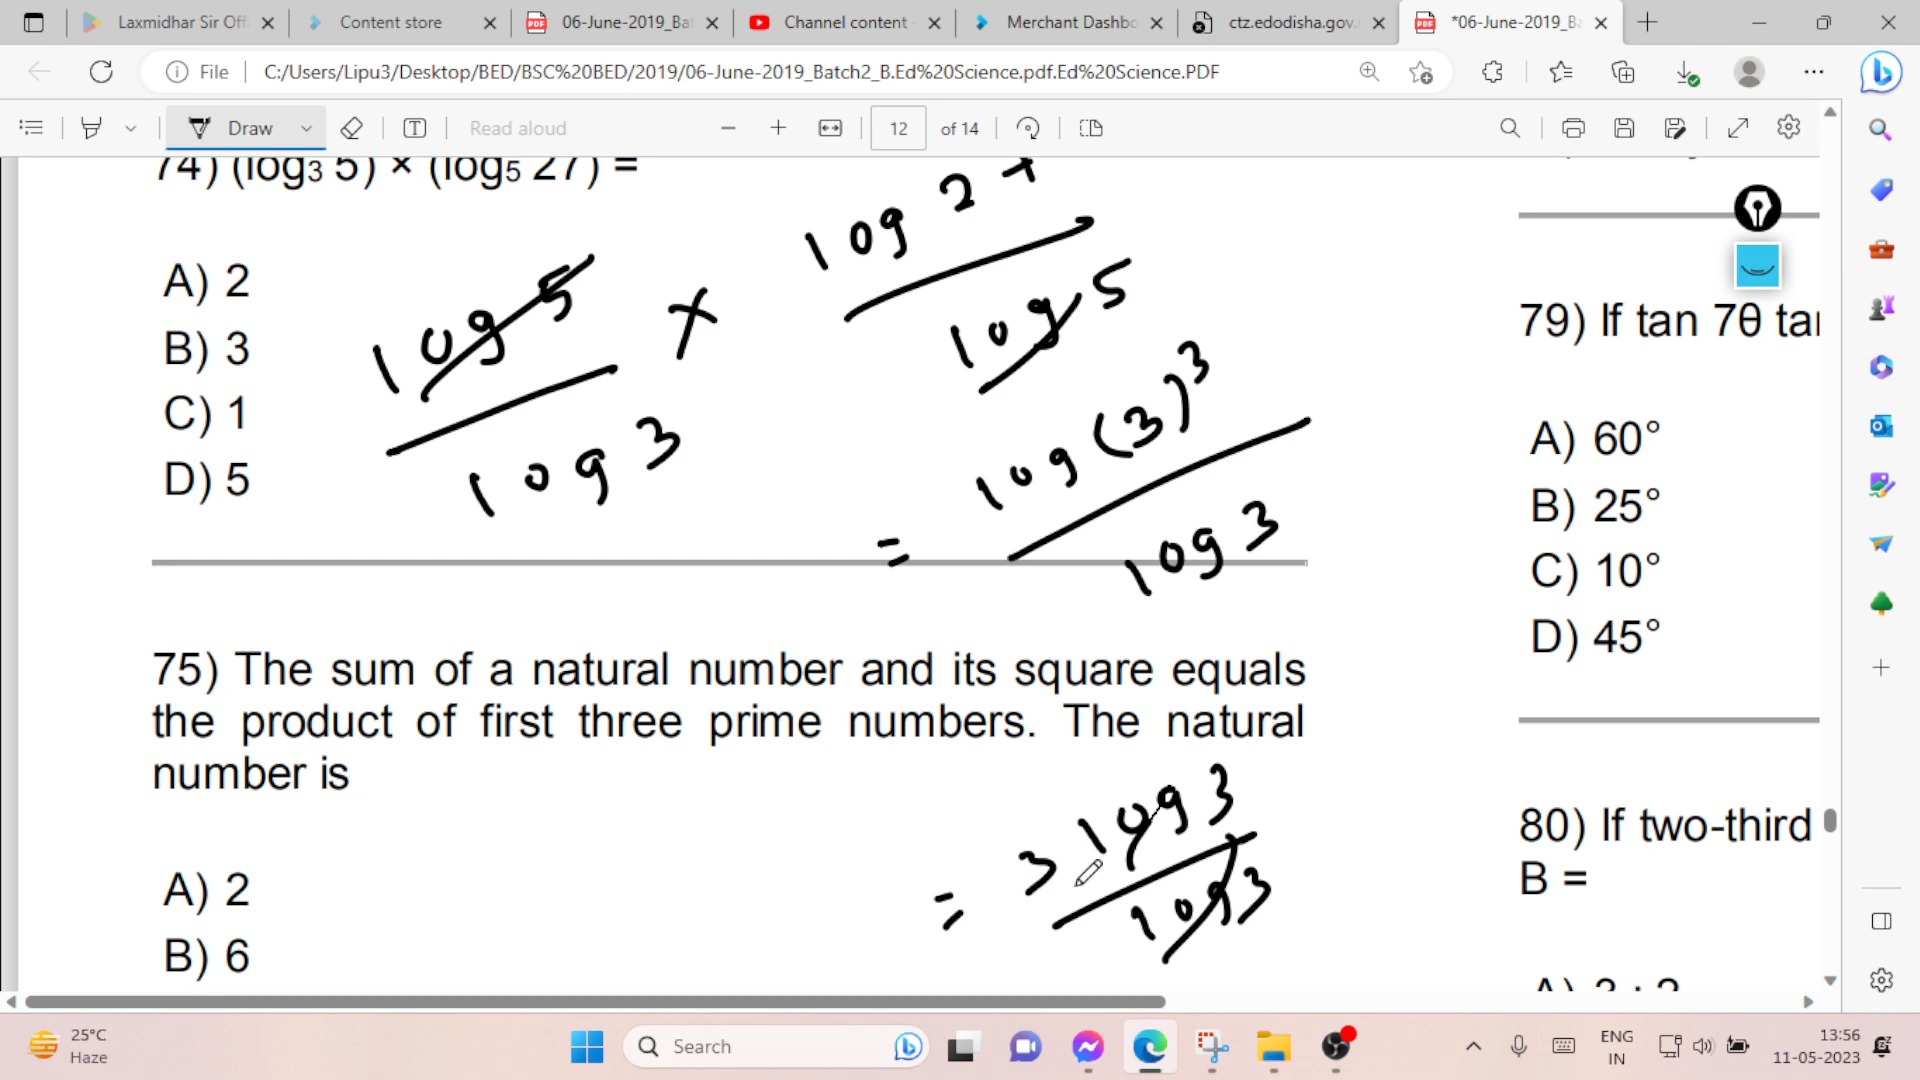 Laxmidhar Sir Off
Content store
06-June-2019_Bat
Channel content
Merchant Dashbo
ctz.edodisha.gov.i
*06-June-2019_Ba
File
C:/Users/Lipu3/Desktop/BED/BSC%20BED/2019/06-June-2019_Batch2_B.Ed%20Science.pdf.Ed%20Science.PDF
Draw
Read aloud
12 of 14
74) (log3 5) × (log5 27) =
A) 2
B) 3
C) 1
D) 5
log 5
log 3
×
log 27
log 5
= log (3)^3
log 3
75) The sum of a natural number and its square equals
the product of first three prime numbers. The natural
number is
= 3 log 3
log 3
A) 2
B) 6
79) If tan 7θ tan
A) 60°
B) 25°
C) 10°
D) 45°
80) If two-third
B =
A) 3 : 2
25°C
Haze
Search
ENG
IN
13:56
11-05-2023